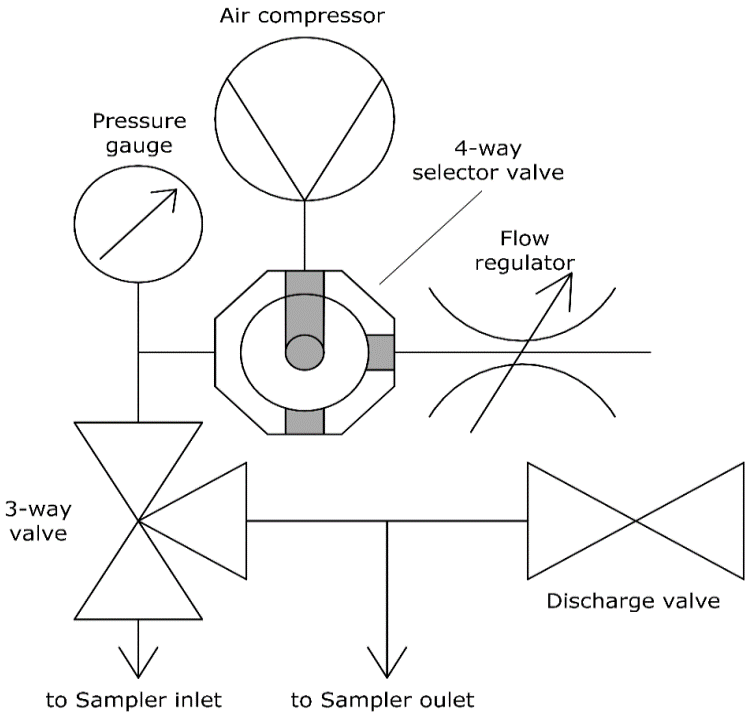 Air compressor
Pressure
gauge
4-way
selector valve
Flow
regulator
3-way
valve
Discharge valve
to Sampler inlet
to Sampler oulet